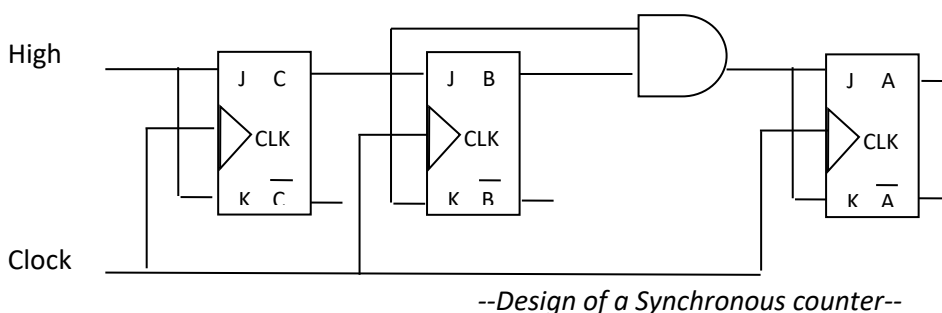 High
J C
J B
J A
CLK
CLK
CLK
K C̅
K B̅
K A̅
Clock
--Design of a Synchronous counter--